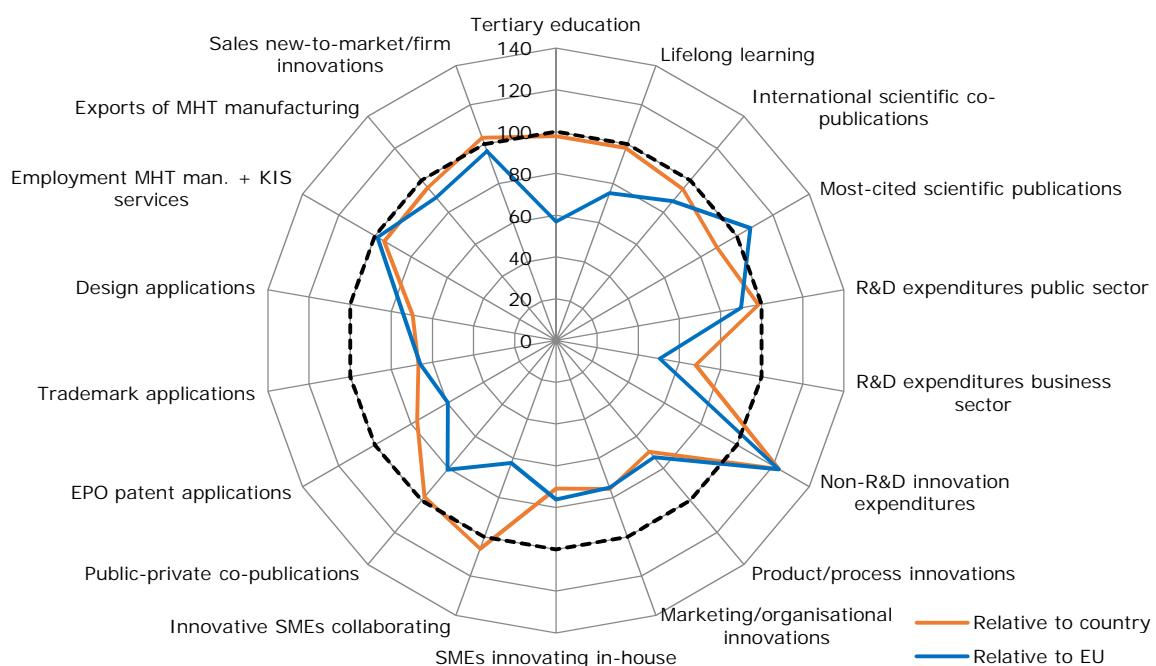 Tertiary education
Sales new-to-market/firm
innovations
Lifelong learning
Exports of MHT manufacturing
International scientific co-
publications
Employment MHT man. + KIS
services
Most-cited scientific publications
Design applications
R&D expenditures public sector
Trademark applications
R&D expenditures business
sector
EPO patent applications
Non-R&D innovation
expenditures
Public-private co-publications
Product/process innovations
Innovative SMEs collaborating
Marketing/organisational
innovations
SMEs innovating in-house
140
120
100
80
60
40
20
0
Relative to country
Relative to EU